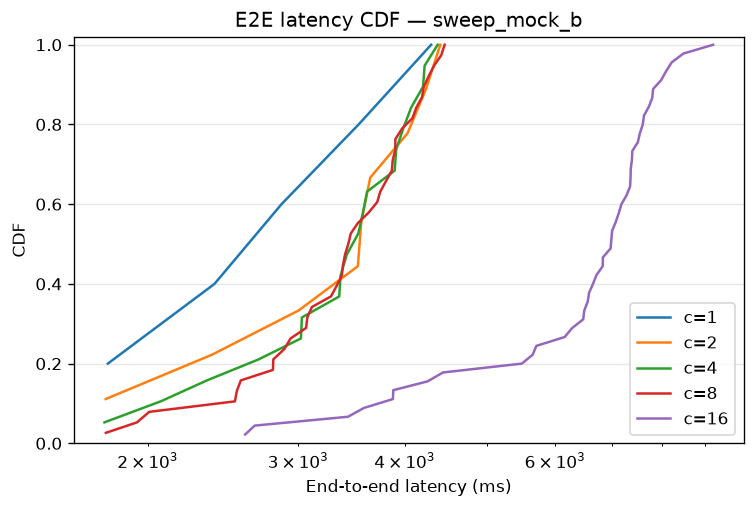 E2E latency CDF — sweep_mock_b
CDF
1.0
0.8
0.6
0.4
0.2
0.0
2 × 10³
3 × 10³
4 × 10³
6 × 10³
End-to-end latency (ms)
c=1
c=2
c=4
c=8
c=16